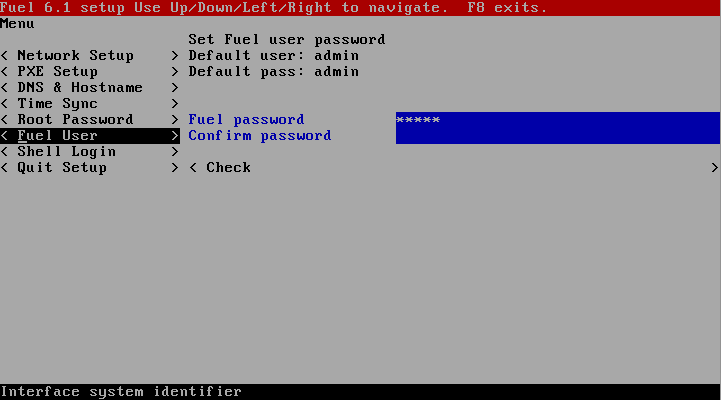 Fuel 6.1 setup Use Up/Down/Left/Right to navigate.  F8 exits.
Menu
Set Fuel user password
< Network Setup > Default user: admin
< PXE Setup > Default pass: admin
< DNS & Hostname >
< Time Sync >
< Root Password > Fuel password *****
< Fuel User > Confirm password
< Shell Login >
< Quit Setup > < Check >
Interface system identifier